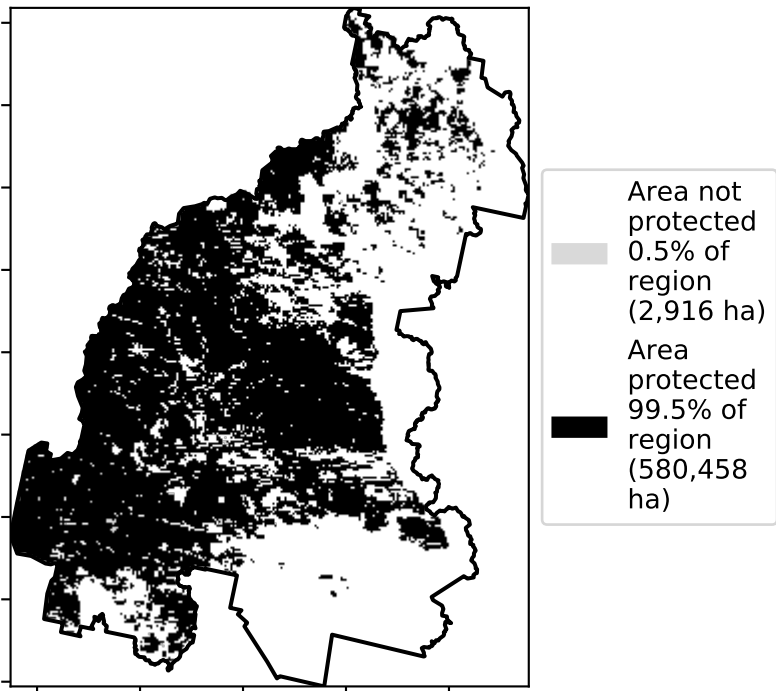 Area not
protected
0.5% of
region
(2,916 ha)
Area
protected
99.5% of
region
(580,458
ha)